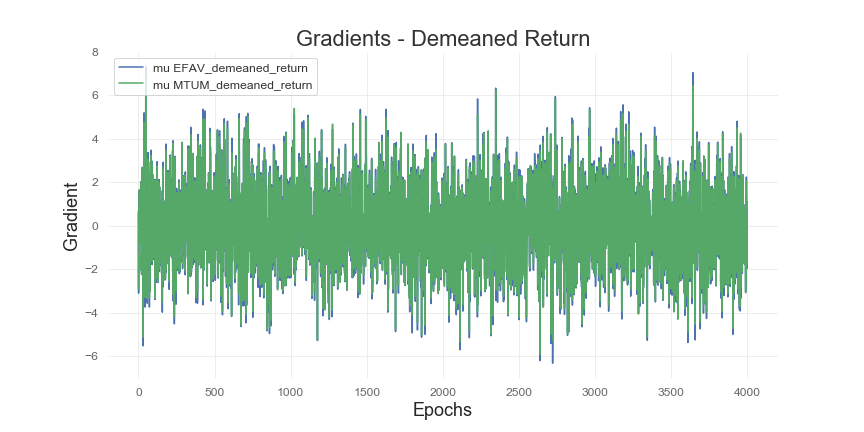 Gradients - Demeaned Return
8
mu EFAV_demeaned_return
mu MTUM_demeaned_return
6
4
2
0
−2
−4
−6
Gradient
0 500 1000 1500 2000 2500 3000 3500 4000
Epochs